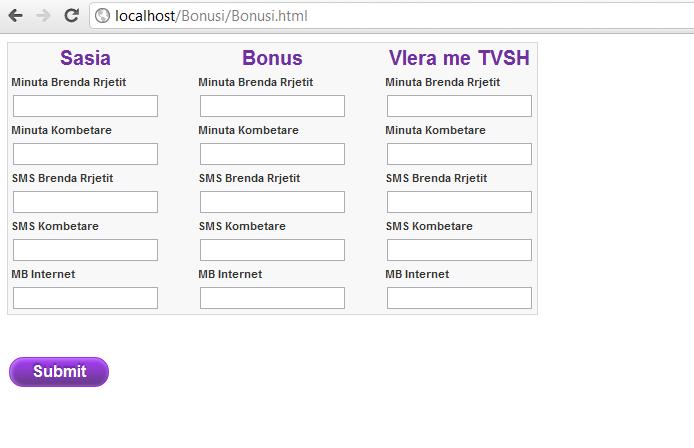 localhost/Bonusi/Bonusi.html
Sasia Bonus Vlera me TVSH
Minuta Brenda Rrjetit Minuta Brenda Rrjetit Minuta Brenda Rrjetit
Minuta Kombetare Minuta Kombetare Minuta Kombetare
SMS Brenda Rrjetit SMS Brenda Rrjetit SMS Brenda Rrjetit
SMS Kombetare SMS Kombetare SMS Kombetare
MB Internet MB Internet MB Internet
Submit